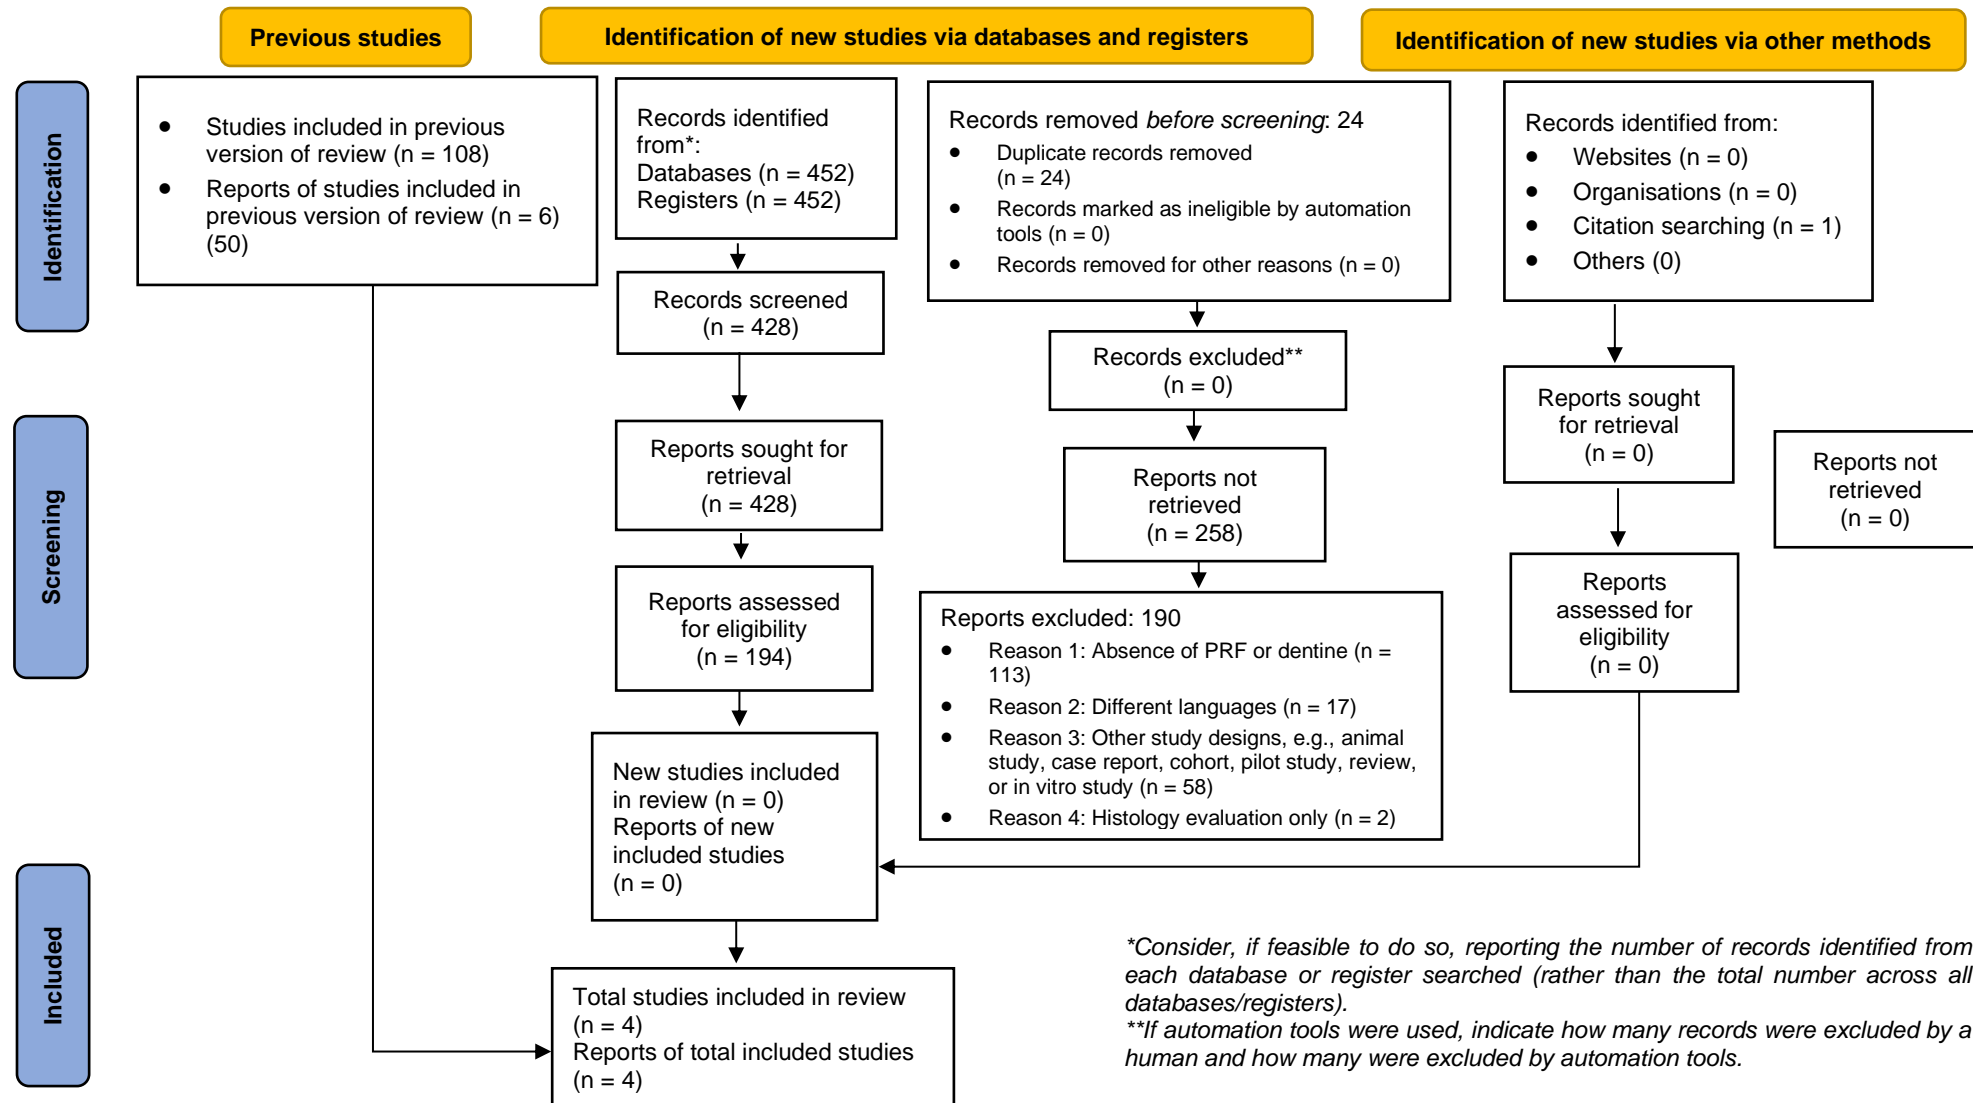 Previous studies
Identification of new studies via databases and registers
Identification of new studies via other methods
Identification
• Studies included in previous
version of review (n = 108)
• Reports of studies included in
previous version of review (n = 6)
(50)
Records identified
from*:
Databases (n = 452)
Registers (n = 452)
Records removed before screening: 24
• Duplicate records removed
(n = 24)
• Records marked as ineligible by automation
tools (n = 0)
• Records removed for other reasons (n = 0)
Records identified from:
• Websites (n = 0)
• Organisations (n = 0)
• Citation searching (n = 1)
• Others (0)
Records screened
(n = 428)
Records excluded**
(n = 0)
Screening
Reports sought for
retrieval
(n = 428)
Reports not
retrieved
(n = 258)
Reports sought
for retrieval
(n = 0)
Reports not
retrieved
(n = 0)
Reports assessed
for eligibility
(n = 194)
Reports excluded: 190
• Reason 1: Absence of PRF or dentine (n =
113)
• Reason 2: Different languages (n = 17)
• Reason 3: Other study designs, e.g., animal
study, case report, cohort, pilot study, review,
or in vitro study (n = 58)
• Reason 4: Histology evaluation only (n = 2)
Reports
assessed for
eligibility
(n = 0)
New studies included
in review (n = 0)
Reports of new
included studies
(n = 0)
Included
Total studies included in review
(n = 4)
Reports of total included studies
(n = 4)
*Consider, if feasible to do so, reporting the number of records identified from
each database or register searched (rather than the total number across all
databases/registers).
**If automation tools were used, indicate how many records were excluded by a
human and how many were excluded by automation tools.